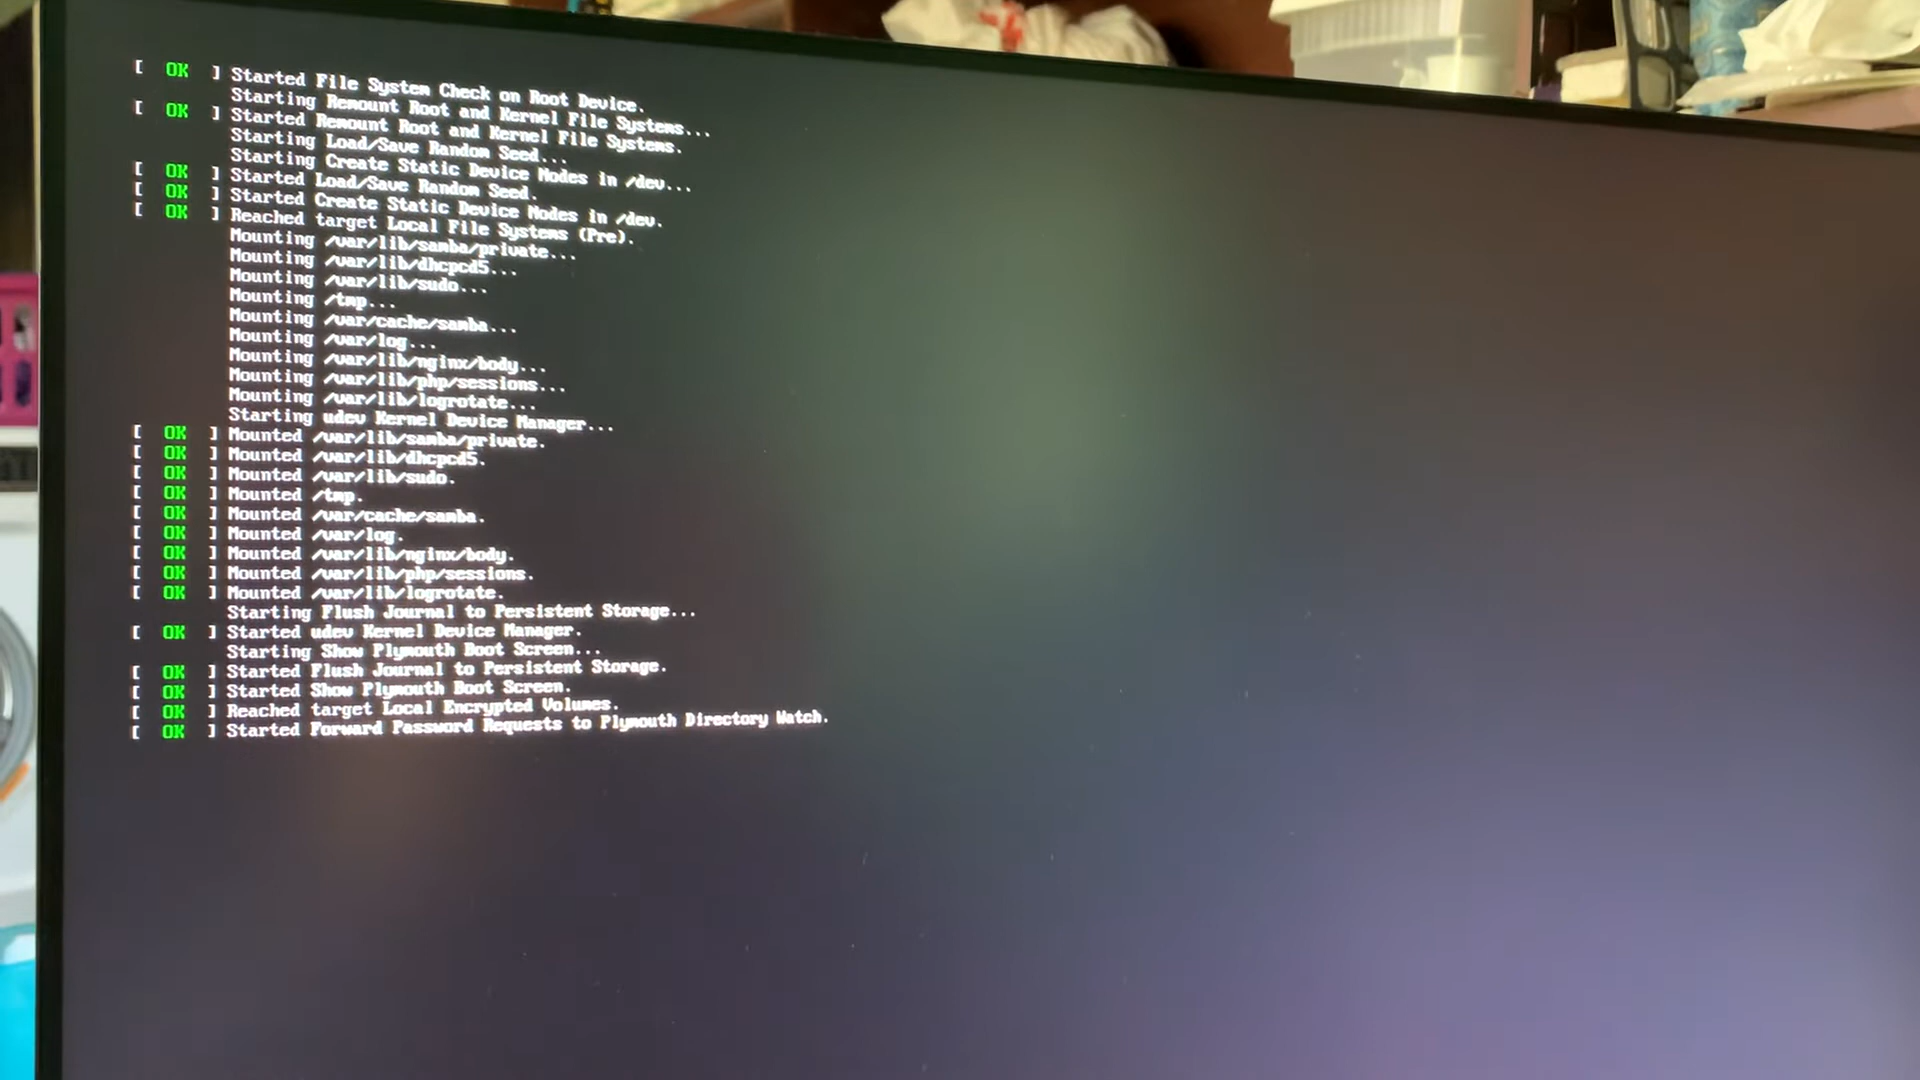 [  OK  ] Started File System Check on Root Device.
Starting Remount Root and Kernel File Systems...
[  OK  ] Started Remount Root and Kernel File Systems.
Starting Load/Save Random Seed...
Starting Create Static Device Nodes in /dev...
[  OK  ] Started Load/Save Random Seed.
[  OK  ] Started Create Static Device Nodes in /dev.
[  OK  ] Reached target Local File Systems (Pre).
Mounting /var/lib/samba/private...
Mounting /var/lib/dhcpcd5...
Mounting /var/lib/sudo...
Mounting /tmp...
Mounting /var/cache/samba...
Mounting /var/log...
Mounting /var/lib/nginx/body...
Mounting /var/lib/php/sessions...
Mounting /var/lib/logrotate...
Starting udev Kernel Device Manager...
[  OK  ] Mounted /var/lib/samba/private.
[  OK  ] Mounted /var/lib/dhcpcd5.
[  OK  ] Mounted /var/lib/sudo.
[  OK  ] Mounted /tmp.
[  OK  ] Mounted /var/cache/samba.
[  OK  ] Mounted /var/log.
[  OK  ] Mounted /var/lib/nginx/body.
[  OK  ] Mounted /var/lib/php/sessions.
[  OK  ] Mounted /var/lib/logrotate.
Starting Flush Journal to Persistent Storage...
[  OK  ] Started udev Kernel Device Manager.
Starting Show Plymouth Boot Screen...
[  OK  ] Started Flush Journal to Persistent Storage.
[  OK  ] Started Show Plymouth Boot Screen.
[  OK  ] Reached target Local Encrypted Volumes.
[  OK  ] Started Forward Password Requests to Plymouth Directory Watch.